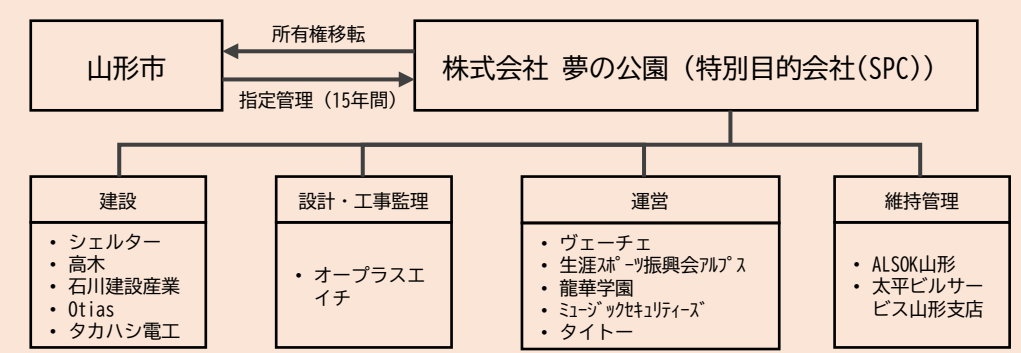 所有権移転
山形市
株式会社 夢の公園（特別目的会社(SPC)）
指定管理（15年間）
建設
・ シェルター
・ 高木
・ 石川建設産業
・ Otias
・ タカハシ電工
設計・工事監理
・ オープラスエ
イチ
運営
・ ヴェーチェ
・ 生涯ｽﾎﾟｰﾂ振興会ｱﾙﾌﾟｽ
・ 龍華学園
・ ﾐｭｰｼﾞｯｸｾｷｭﾘﾃｨｰｽﾞ
・ タイトー
維持管理
・ ALSOK山形
・ 太平ビルサー
ビス山形支店